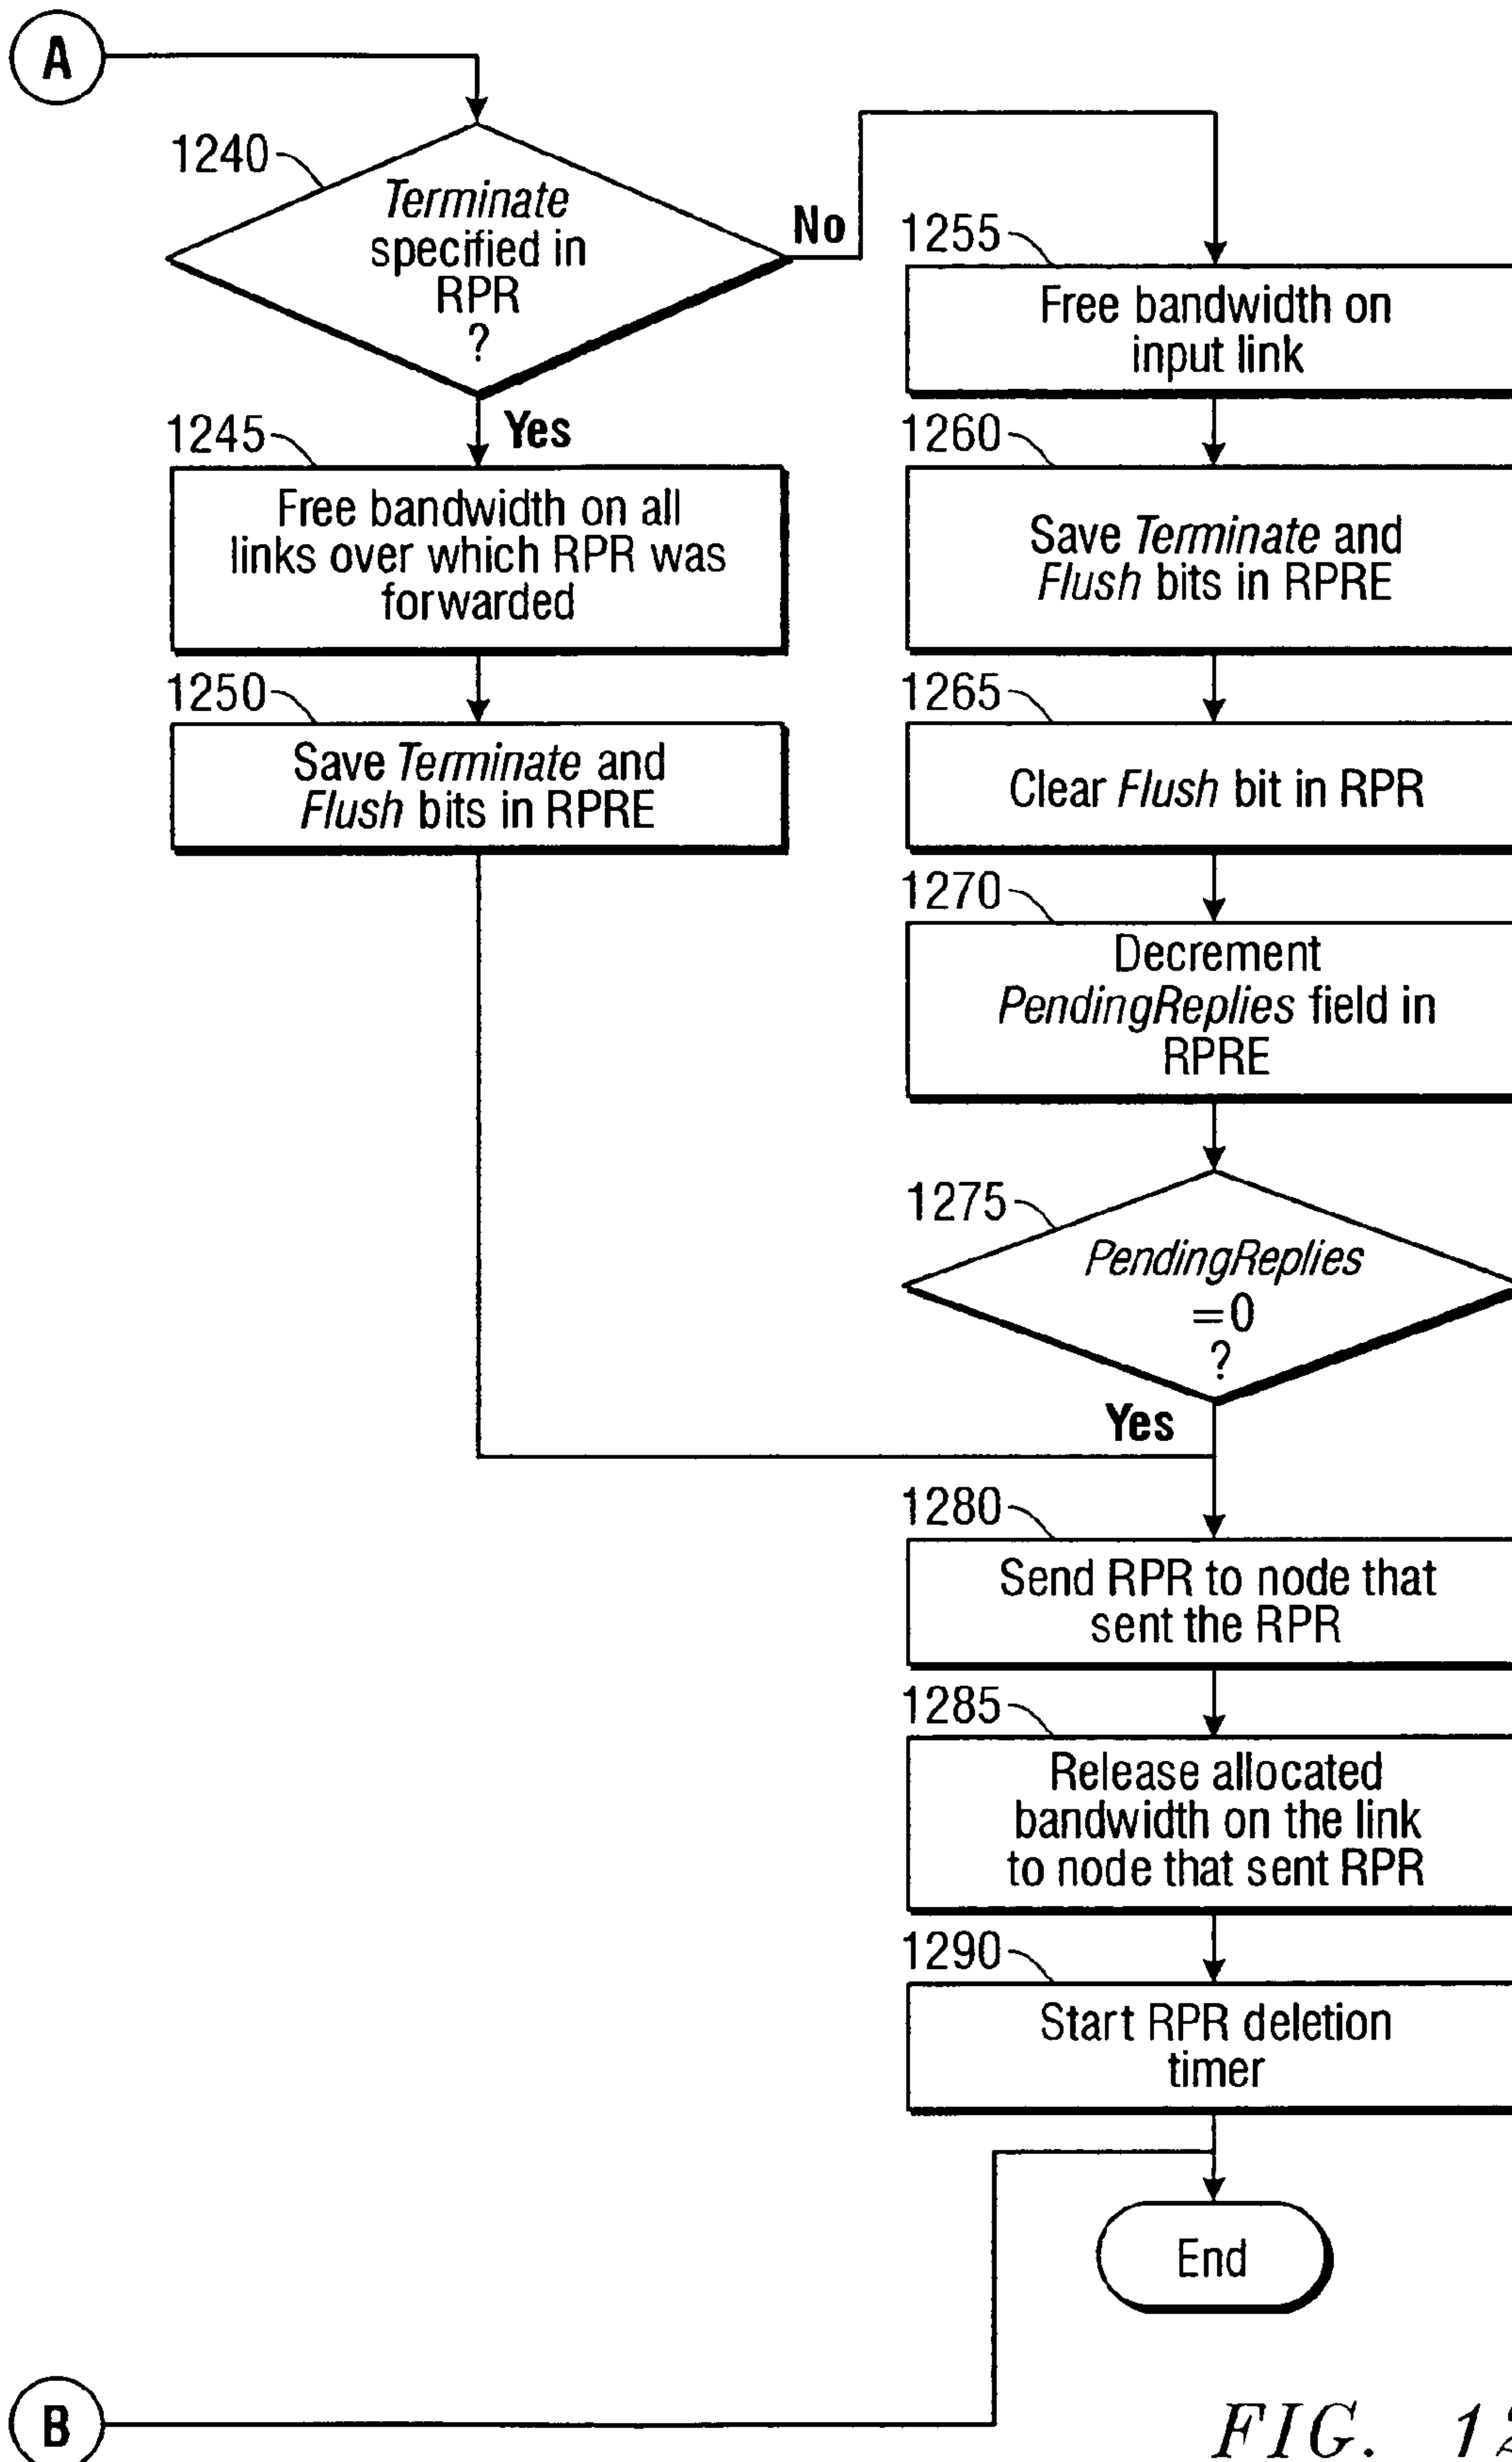 A
1240
Terminate
specified in
RPR
?
No
Yes
1245
Free bandwidth on all
links over which RPR was
forwarded
1250
Save Terminate and
Flush bits in RPRE
1255
Free bandwidth on
input link
1260
Save Terminate and
Flush bits in RPRE
1265
Clear Flush bit in RPR
1270
Decrement
PendingReplies field in
RPRE
1275
PendingReplies
=0
?
Yes
1280
Send RPR to node that
sent the RPR
1285
Release allocated
bandwidth on the link
to node that sent RPR
1290
Start RPR deletion
timer
End
B
FIG. 12